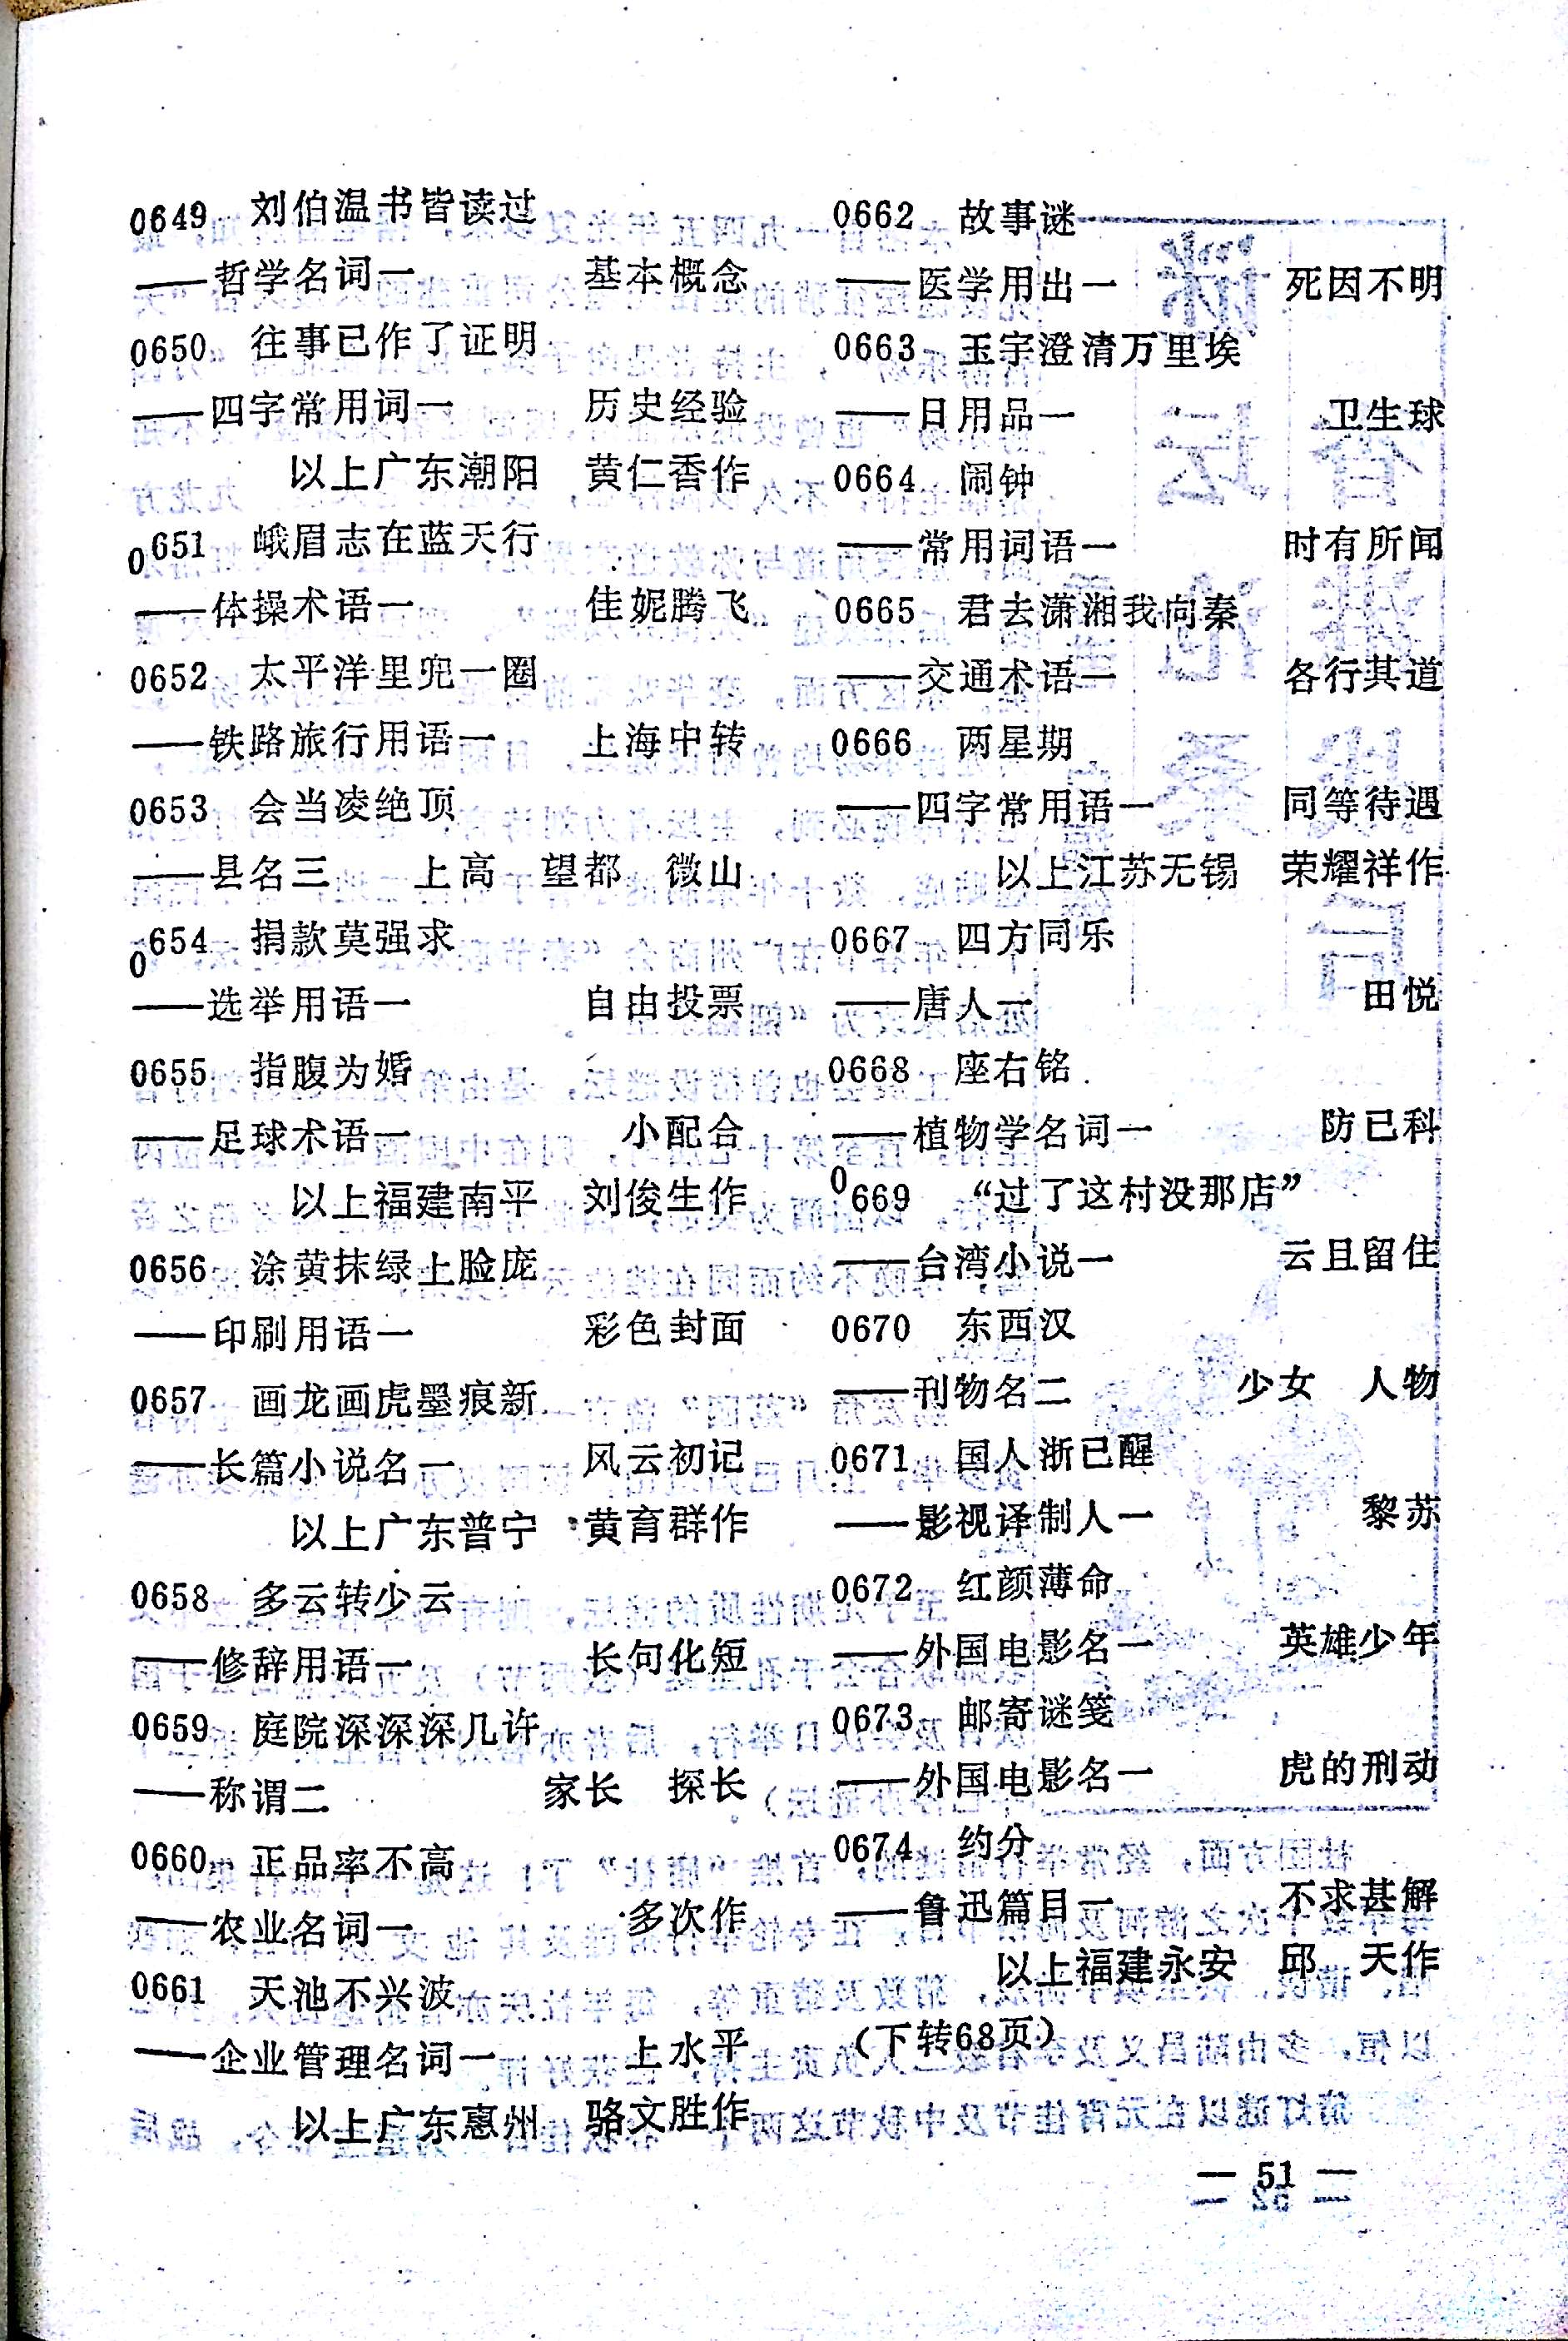 0649 刘伯温书皆读过
——哲学名词一 基本概念
0650 往事已作了证明
——四字常用词一 历史经验
以上广东潮阳 黄仁香作
0651 峨眉志在蓝天行
——体操术语一 佳妮腾飞
0652 太平洋里兜一圈
——铁路旅行用语一 上海中转
0653 会当凌绝顶
——县名三 上高 望都 微山
0654 捐款莫强求
——选举用语一 自由投票
0655 指腹为婚
——足球术语一 小配合
以上福建南平 刘俊生作
0656 涂黄抹绿上脸庞
——印刷用语一 彩色封面
0657 画龙画虎墨痕新
——长篇小说名一 风云初记
以上广东普宁 黄育群作
0658 多云转少云
——修辞用语一 长句化短
0659 庭院深深深几许
——称谓二 家长 探长
0660 正品率不高
——农业名词一 多次作
0661 天池不兴波
——企业管理名词一 上水平
以上广东惠州 骆文胜作
0662 故事谜
——医学用出一 死因不明
0663 玉宇澄清万里埃
——日用品一 卫生球
0664 闹钟
——常用词语一 时有所闻
0665 君去潇湘我向秦
——交通术语一 各行其道
0666 两星期
——四字常用语一 同等待遇
以上江苏无锡 荣耀祥作
0667 四方同乐
——唐人一 田悦
0668 座右铭
——植物学名词一 防已科
0669 “过了这村没那店”
——台湾小说一 云且留住
0670 东西汉
——刊物名二 少女 人物
0671 国人浙已醒
——影视译制人一 黎苏
0672 红颜薄命
——外国电影名一 英雄少年
0673 邮寄谜笺
——外国电影名一 虎的刑动
0674 约分
——鲁迅篇目一 不求甚解
以上福建永安 邱 天作
（下转68页）
— 51 —